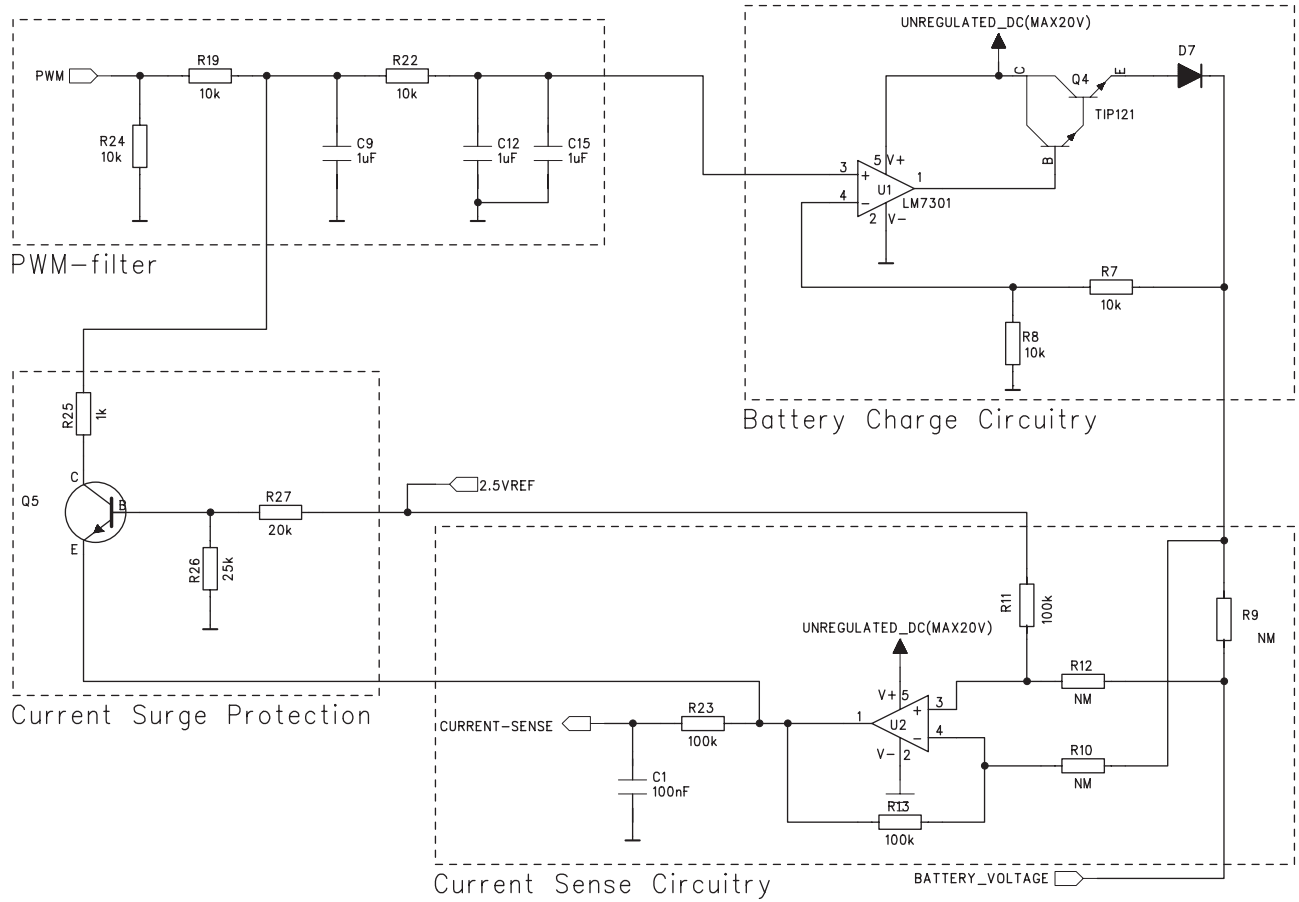 UNREGULATED_DC(MAX20V)
PWM
R19
10k
R22
10k
R24
10k
C9
1uF
C12
1uF
C15
1uF
PWM-filter
C
Q4
E
D7
TIP121
B
3
+
5
V+
U1
1
4
−
2
V−
LM7301
R7
10k
R8
10k
Battery Charge Circuitry
R25
1k
Q5
C
B
E
R27
20k
2.5VREF
R26
25k
Current Surge Protection
R11
100k
UNREGULATED_DC(MAX20V)
R9
NM
R12
NM
V+
5
3
+
1
U2
−
4
V−
2
R10
NM
CURRENT-SENSE
R23
100k
C1
100nF
R13
100k
Current Sense Circuitry
BATTERY_VOLTAGE